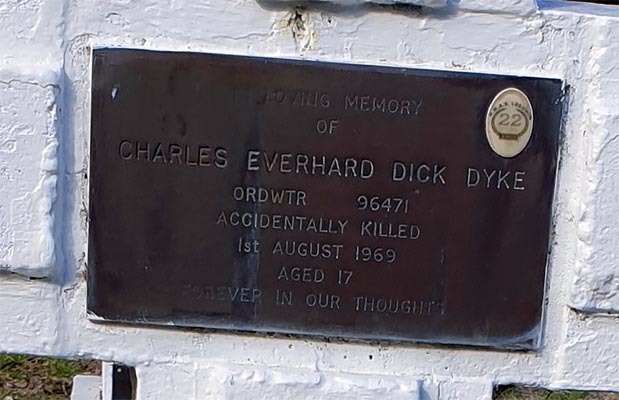 LOVING MEMORY
OF
CHARLES EVERHARD DICK DYKE
ORDWTR 96471
ACCIDENTALLY KILLED
1st AUGUST 1969
AGED 17
FOREVER IN OUR THOUGHTS
22